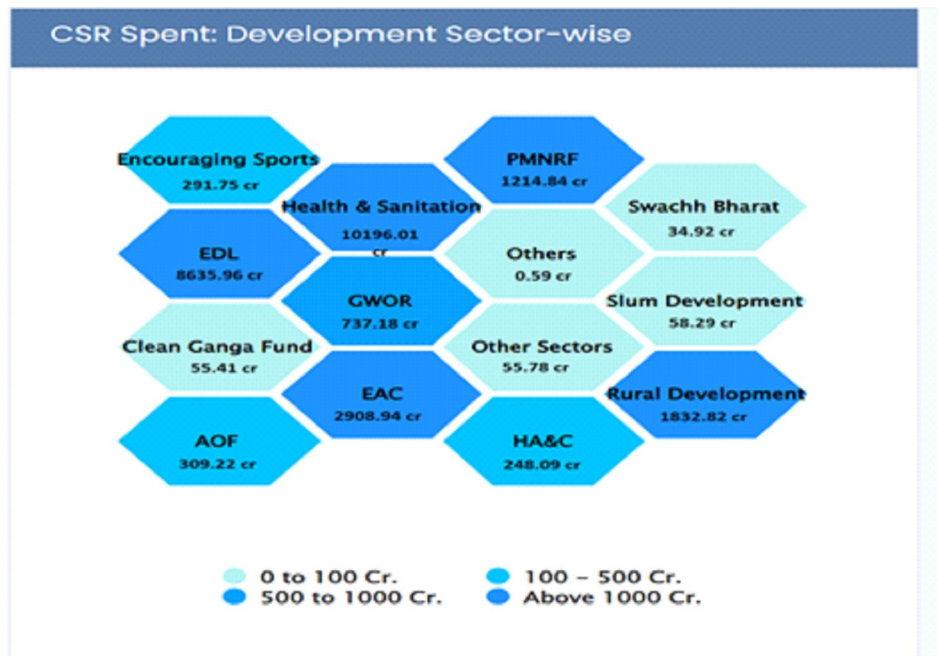 CSR Spent: Development Sector-wise
Encouraging Sports
291.75 cr
PMNRF
1214.84 cr
Health & Sanitation
10196.01
cr
Swachh Bharat
34.92 cr
EDL
8635.96 cr
Others
0.59 cr
GWOR
737.18 cr
Slum Development
58.29 cr
Clean Ganga Fund
55.41 cr
Other Sectors
55.78 cr
EAC
2908.94 cr
Rural Development
1832.82 cr
AOF
309.22 cr
HA&C
248.09 cr
0 to 100 Cr.
100 – 500 Cr.
500 to 1000 Cr.
Above 1000 Cr.